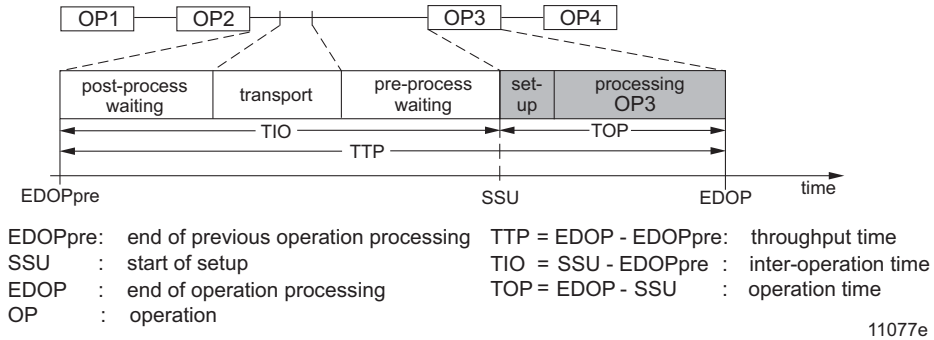 OP1 OP2 OP3 OP4
post-process waiting transport pre-process waiting set-up processing OP3
TIO TOP
TTP
time
EDOPpre SSU EDOP
EDOPpre: end of previous operation processing TTP = EDOP - EDOPpre: throughput time
SSU : start of setup TIO = SSU - EDOPpre : inter-operation time
EDOP : end of operation processing TOP = EDOP - SSU : operation time
OP : operation
11077e